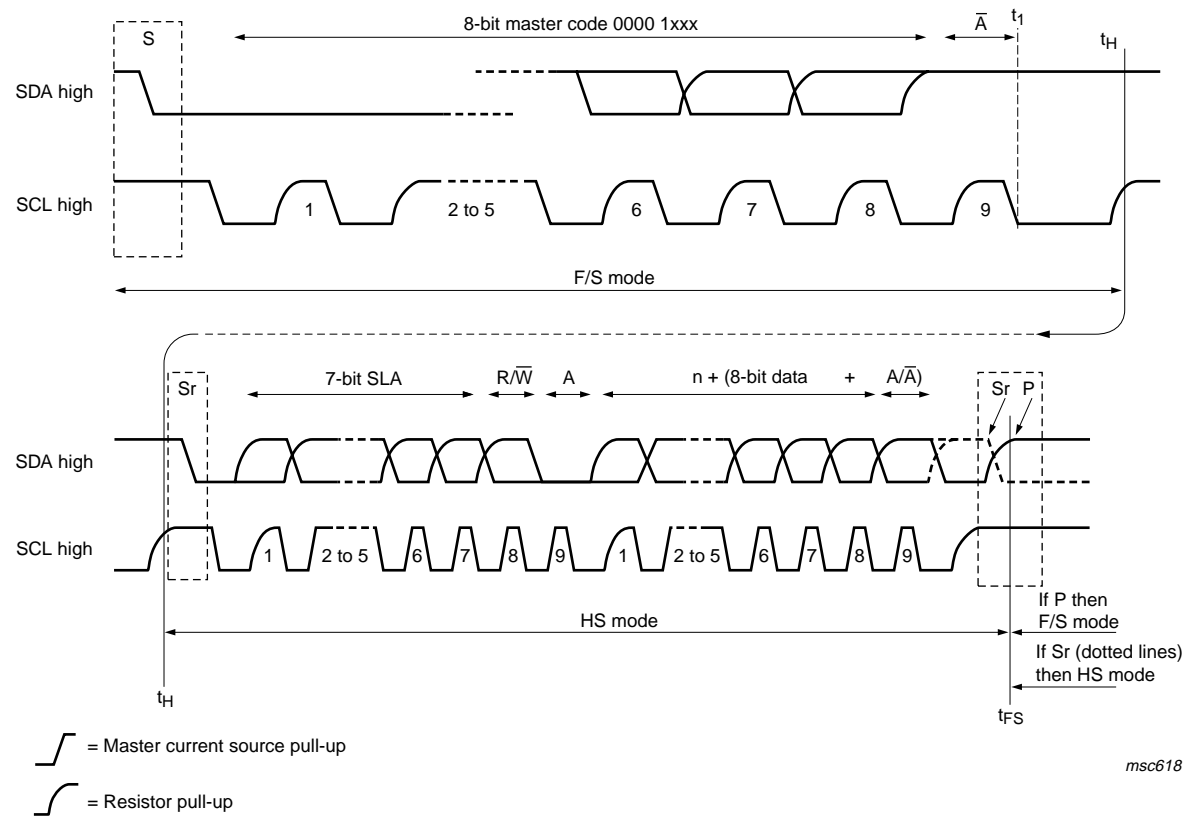 8-bit master code 0000 1xxx
A̅
t1
S
tH
SDA high
SCL high
1
2 to 5
6
7
8
9
F/S mode
Sr
7-bit SLA
R/W̅
A
n + (8-bit data
+
A/A̅)
Sr
P
SDA high
SCL high
1
2 to 5
6
7
8
9
1
2 to 5
6
7
8
9
HS mode
If P then
F/S mode
If Sr (dotted lines)
then HS mode
tH
tFS
= Master current source pull-up
= Resistor pull-up
msc618